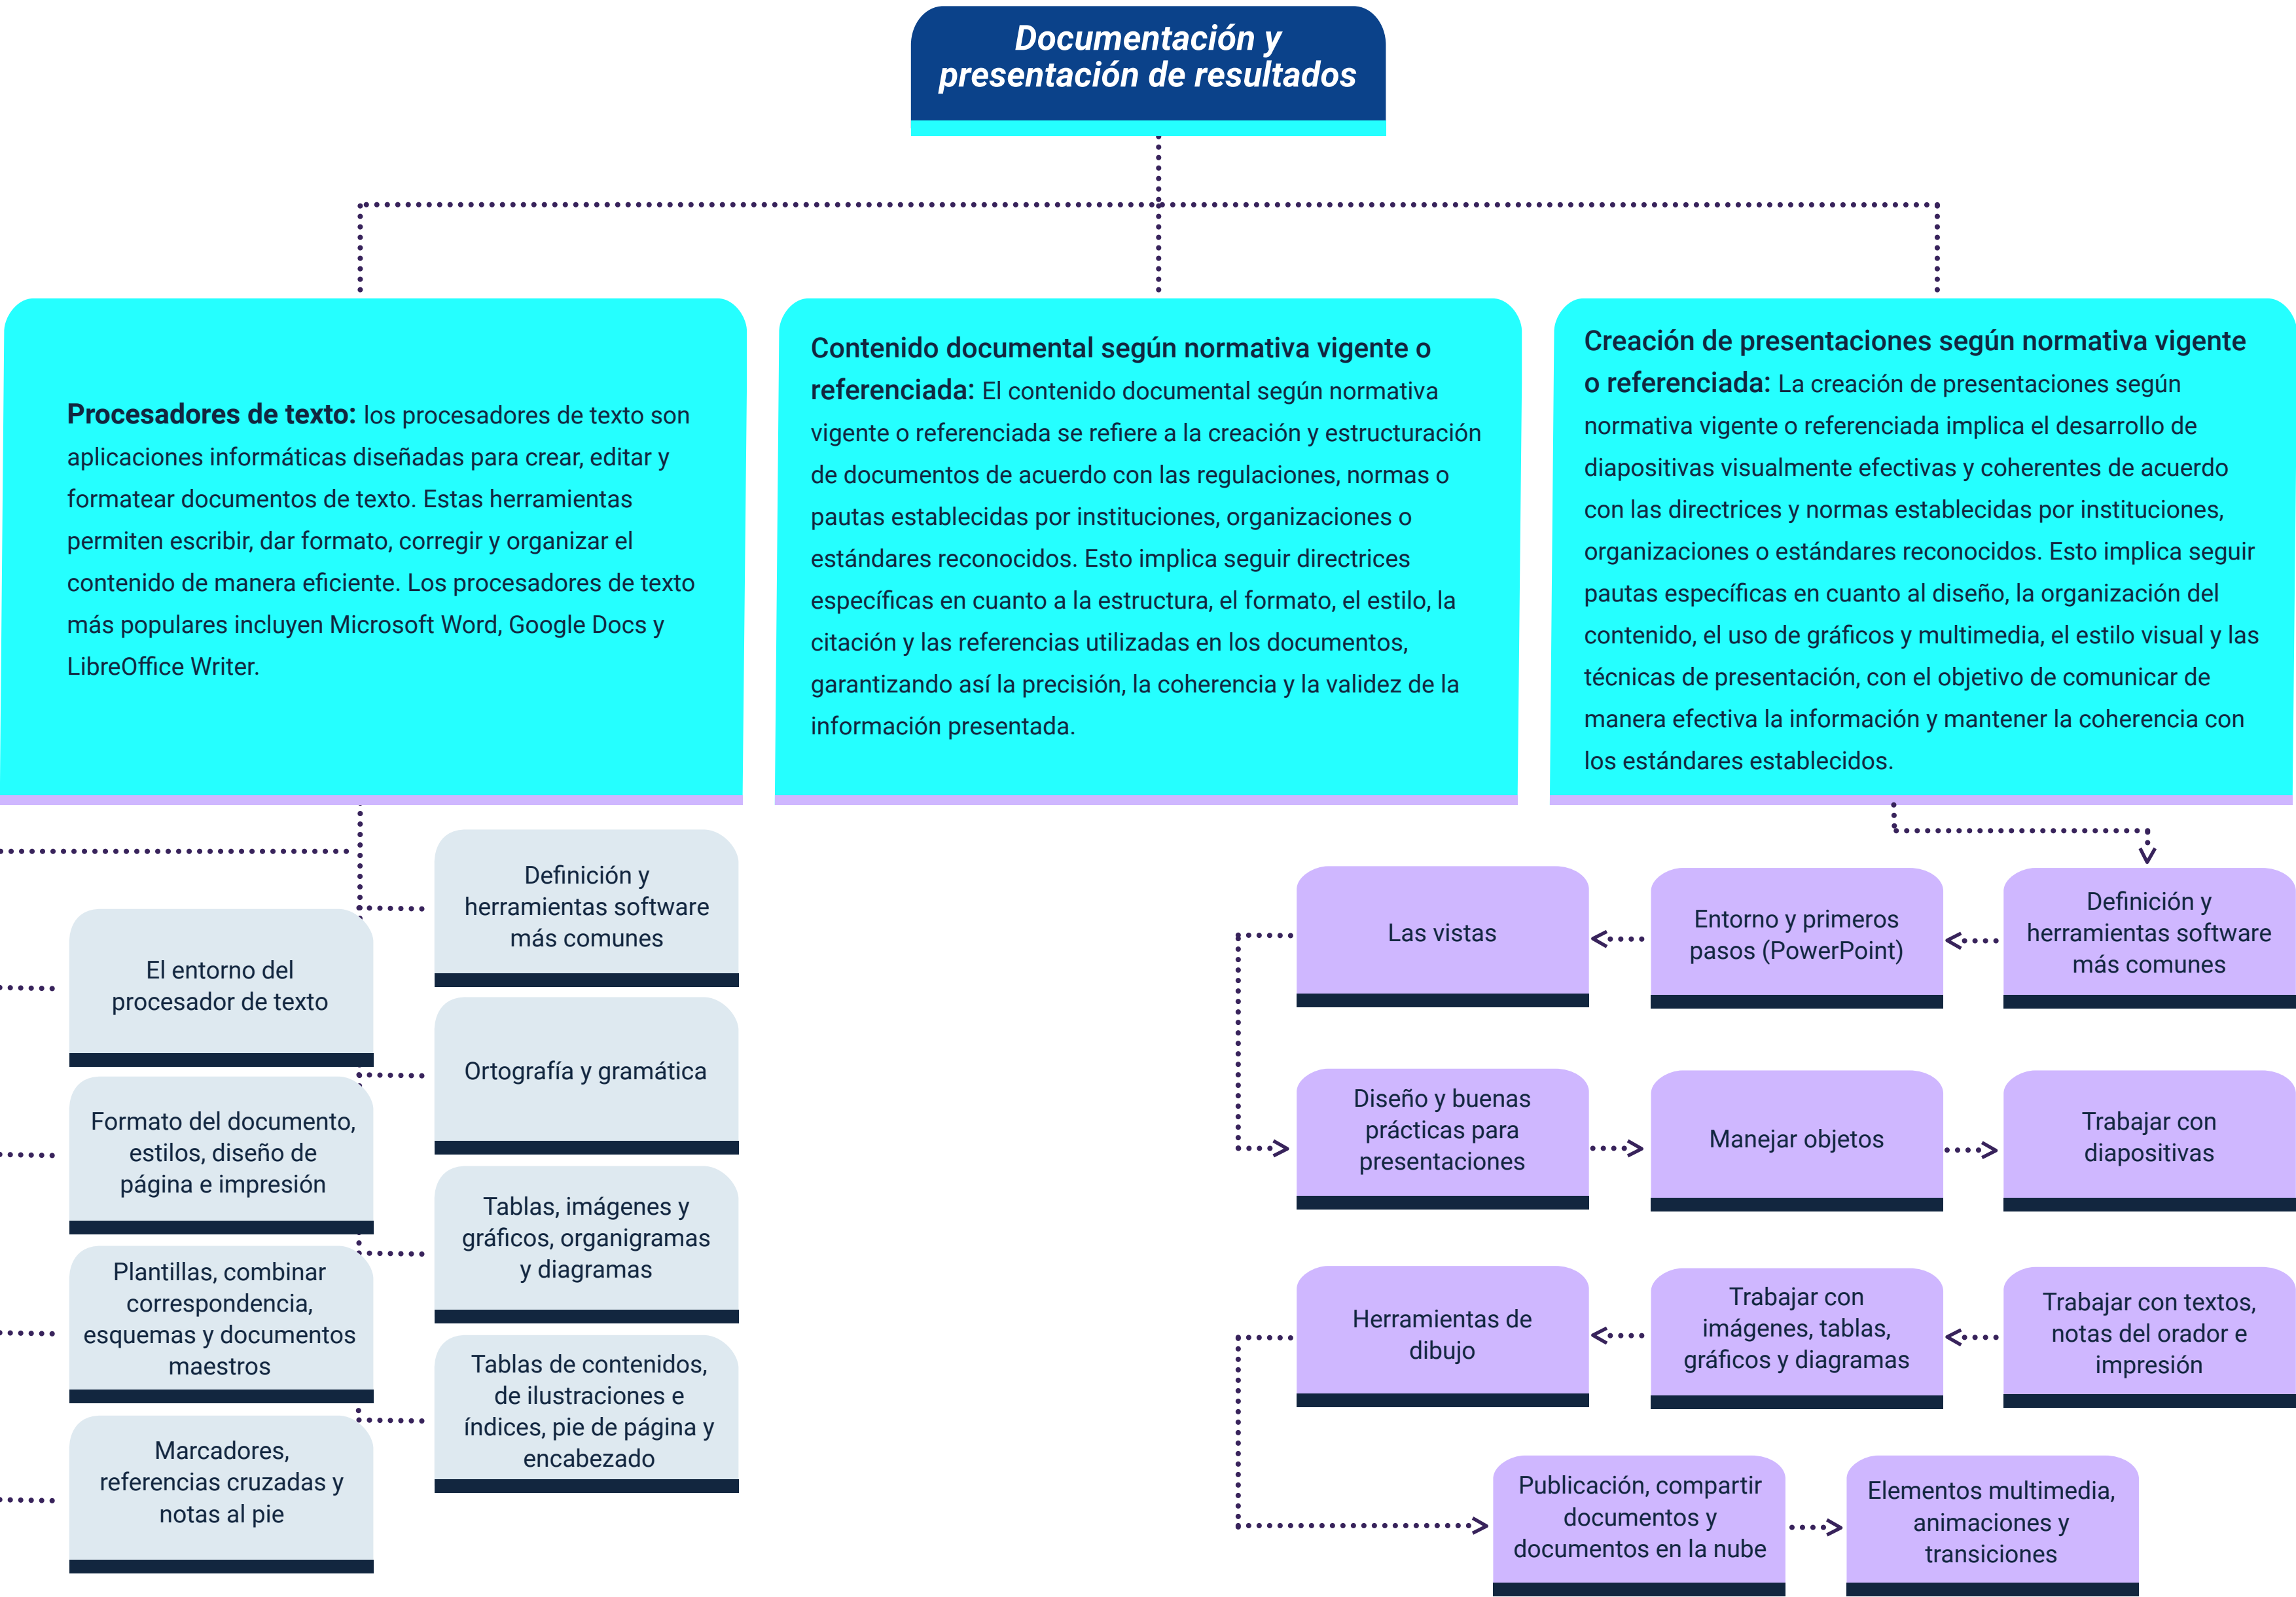 Documentación y
presentación de resultados
Procesadores de texto: los procesadores de texto son
aplicaciones informáticas diseñadas para crear, editar y
formatear documentos de texto. Estas herramientas
permiten escribir, dar formato, corregir y organizar el
contenido de manera eficiente. Los procesadores de texto
más populares incluyen Microsoft Word, Google Docs y
LibreOffice Writer.
Contenido documental según normativa vigente o
referenciada: El contenido documental según normativa
vigente o referenciada se refiere a la creación y estructuración
de documentos de acuerdo con las regulaciones, normas o
pautas establecidas por instituciones, organizaciones o
estándares reconocidos. Esto implica seguir directrices
específicas en cuanto a la estructura, el formato, el estilo, la
citación y las referencias utilizadas en los documentos,
garantizando así la precisión, la coherencia y la validez de la
información presentada.
Creación de presentaciones según normativa vigente
o referenciada: La creación de presentaciones según
normativa vigente o referenciada implica el desarrollo de
diapositivas visualmente efectivas y coherentes de acuerdo
con las directrices y normas establecidas por instituciones,
organizaciones o estándares reconocidos. Esto implica seguir
pautas específicas en cuanto al diseño, la organización del
contenido, el uso de gráficos y multimedia, el estilo visual y las
técnicas de presentación, con el objetivo de comunicar de
manera efectiva la información y mantener la coherencia con
los estándares establecidos.
Definición y
herramientas software
más comunes
El entorno del
procesador de texto
Ortografía y gramática
Formato del documento,
estilos, diseño de
página e impresión
Tablas, imágenes y
gráficos, organigramas
y diagramas
Plantillas, combinar
correspondencia,
esquemas y documentos
maestros
Tablas de contenidos,
de ilustraciones e
índices, pie de página y
encabezado
Marcadores,
referencias cruzadas y
notas al pie
Definición y
herramientas software
más comunes
Entorno y primeros
pasos (PowerPoint)
Las vistas
Diseño y buenas
prácticas para
presentaciones
Manejar objetos
Trabajar con
diapositivas
Trabajar con textos,
notas del orador e
impresión
Trabajar con
imágenes, tablas,
gráficos y diagramas
Herramientas de
dibujo
Publicación, compartir
documentos y
documentos en la nube
Elementos multimedia,
animaciones y
transiciones